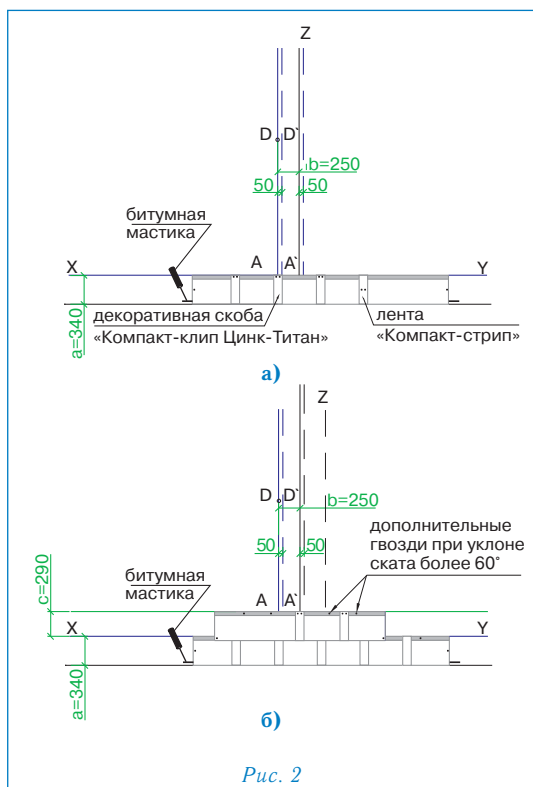 Z
D D`
b=250
50 50
битумная
мастика
X A A` Y
a=340
декоративная скоба
«Компакт-клип Цинк-Титан»
лента
«Компакт-стрип»
а)
Z
D D`
b=250
50 50
дополнительные
гвозди при уклоне
ската более 60°
битумная
мастика
c=290
A A`
X Y
a=340
б)
Рис. 2